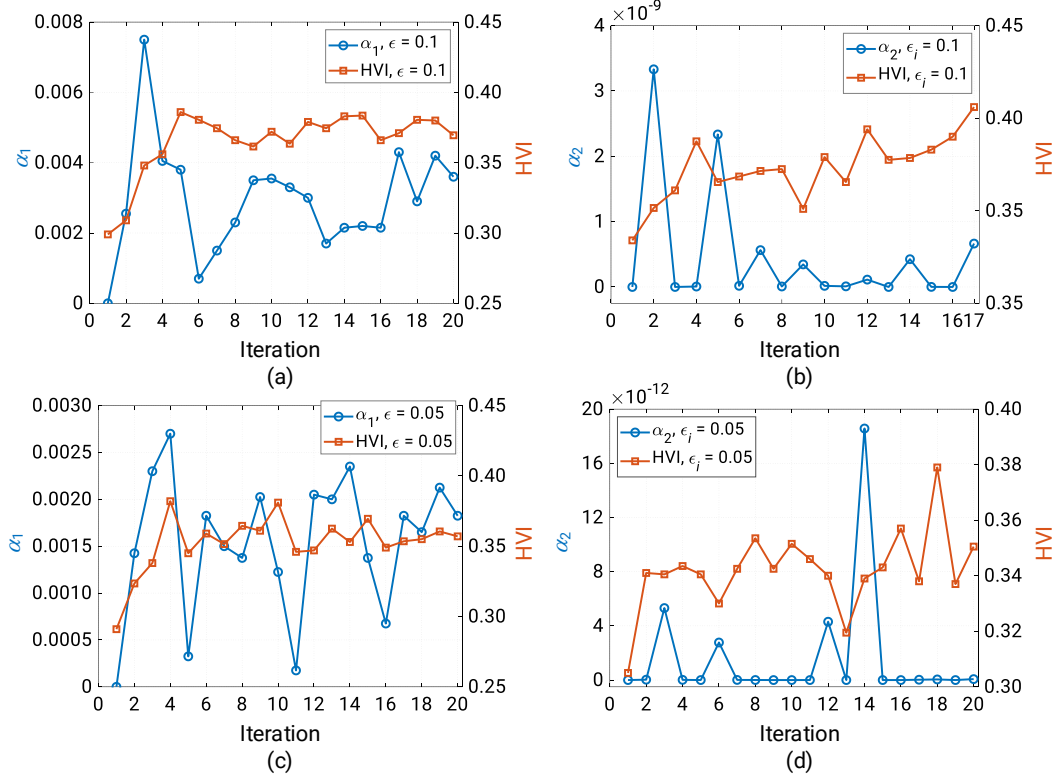 0.008
0.006
0.004
0.002
0
α1
0.45
0.40
0.35
0.30
0.25
HVI
α1, ϵ = 0.1
HVI, ϵ = 0.1
0 2 4 6 8 10 12 14 16 18 20
Iteration
(a)
×10-9
4
3
2
1
0
α2
0.45
0.40
0.35
0.35
HVI
α2, ϵi = 0.1
HVI, ϵi = 0.1
0 2 4 6 8 10 12 14 1617
Iteration
(b)
0.0030
0.0025
0.0020
0.0015
0.0010
0.0005
0
α1
0.45
0.40
0.35
0.30
0.25
HVI
α1, ϵ = 0.05
HVI, ϵ = 0.05
0 2 4 6 8 10 12 14 16 18 20
Iteration
(c)
×10-12
20
16
12
8
4
0
α2
0.40
0.38
0.36
0.34
0.32
0.30
HVI
α2, ϵi = 0.05
HVI, ϵi = 0.05
0 2 4 6 8 10 12 14 16 18 20
Iteration
(d)